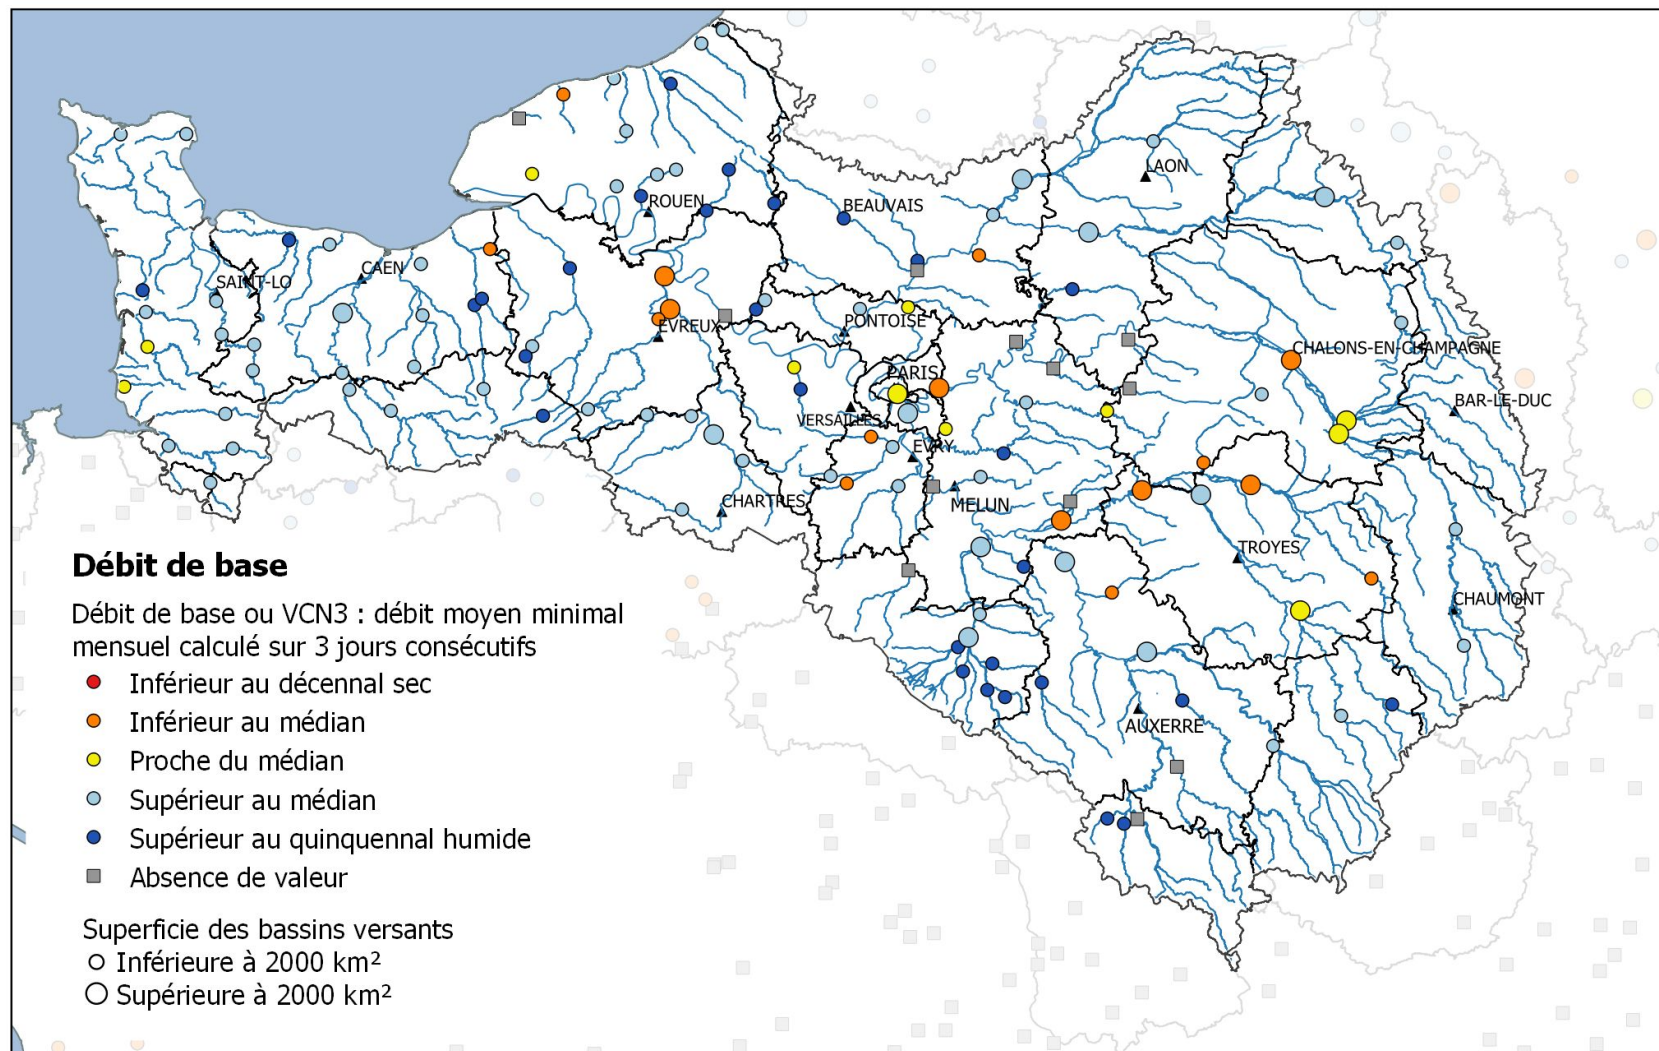 LAON
ROUEN
BEAUVAIS
CAEN
SAINT-LO
EVREUX
PONTOISE
CHALONS-EN-CHAMPAGNE
PARIS
BAR-LE-DUC
VERSAILLES
EVRY
CHARTRES
MELUN
TROYES
CHAUMONT
AUXERRE
Débit de base
Débit de base ou VCN3 : débit moyen minimal
mensuel calculé sur 3 jours consécutifs
Inférieur au décennal sec
Inférieur au médian
Proche du médian
Supérieur au médian
Supérieur au quinquennal humide
Absence de valeur
Superficie des bassins versants
Inférieure à 2000 km²
Supérieure à 2000 km²